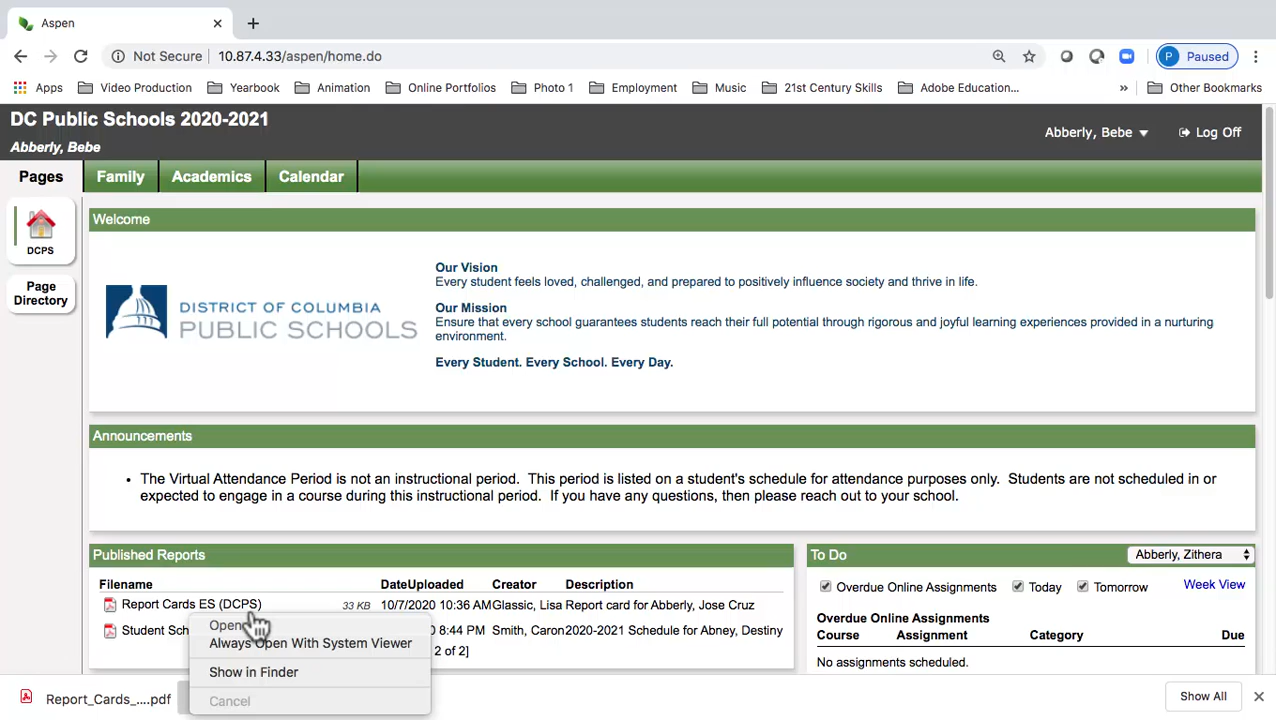 Aspen
Not Secure
10.87.4.33/aspen/home.do
P Paused
Apps
Video Production
Yearbook
Animation
Online Portfolios
Photo 1
Employment
Music
21st Century Skills
Adobe Education...
»
Other Bookmarks
DC Public Schools 2020-2021
Abberly, Bebe
Abberly, Bebe
Log Off
Pages
Family
Academics
Calendar
DCPS
Page
Directory
Welcome
DISTRICT OF COLUMBIA
PUBLIC SCHOOLS
Our Vision
Every student feels loved, challenged, and prepared to positively influence society and thrive in life.
Our Mission
Ensure that every school guarantees students reach their full potential through rigorous and joyful learning experiences provided in a nurturing
environment.
Every Student. Every School. Every Day.
Announcements
• The Virtual Attendance Period is not an instructional period. This period is listed on a student's schedule for attendance purposes only. Students are not scheduled in or
expected to engage in a course during this instructional period. If you have any questions, then please reach out to your school.
Published Reports
Filename DateUploaded Creator Description
Report Cards ES (DCPS) 33 KB 10/7/2020 10:36 AM Classic, Lisa Report card for Abberly, Jose Cruz
Student Sch 8:44 PM Smith, Caron 2020-2021 Schedule for Abney, Destiny
2 of 2]
To Do
Abberly, Zithera
Overdue Online Assignments
Today
Tomorrow
Week View
Overdue Online Assignments
Course Assignment Category Due
No assignments scheduled.
Open
Always Open With System Viewer
Show in Finder
Cancel
Report_Cards_....pdf
Show All